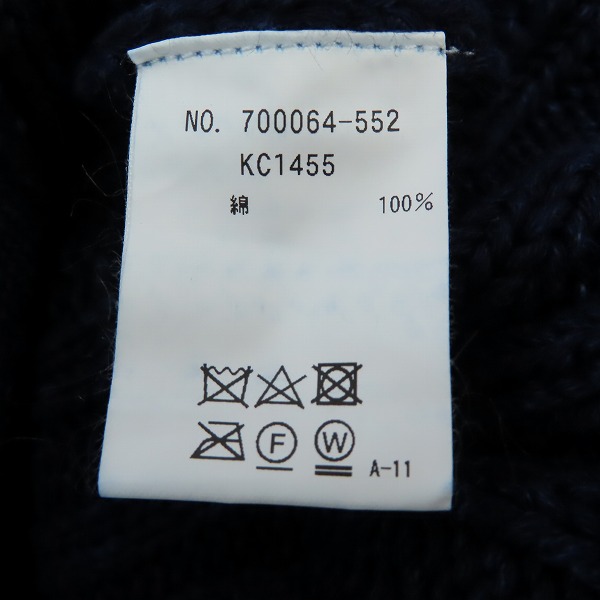 NO. 700064-552
KC1455
綿 100%
F W A-11